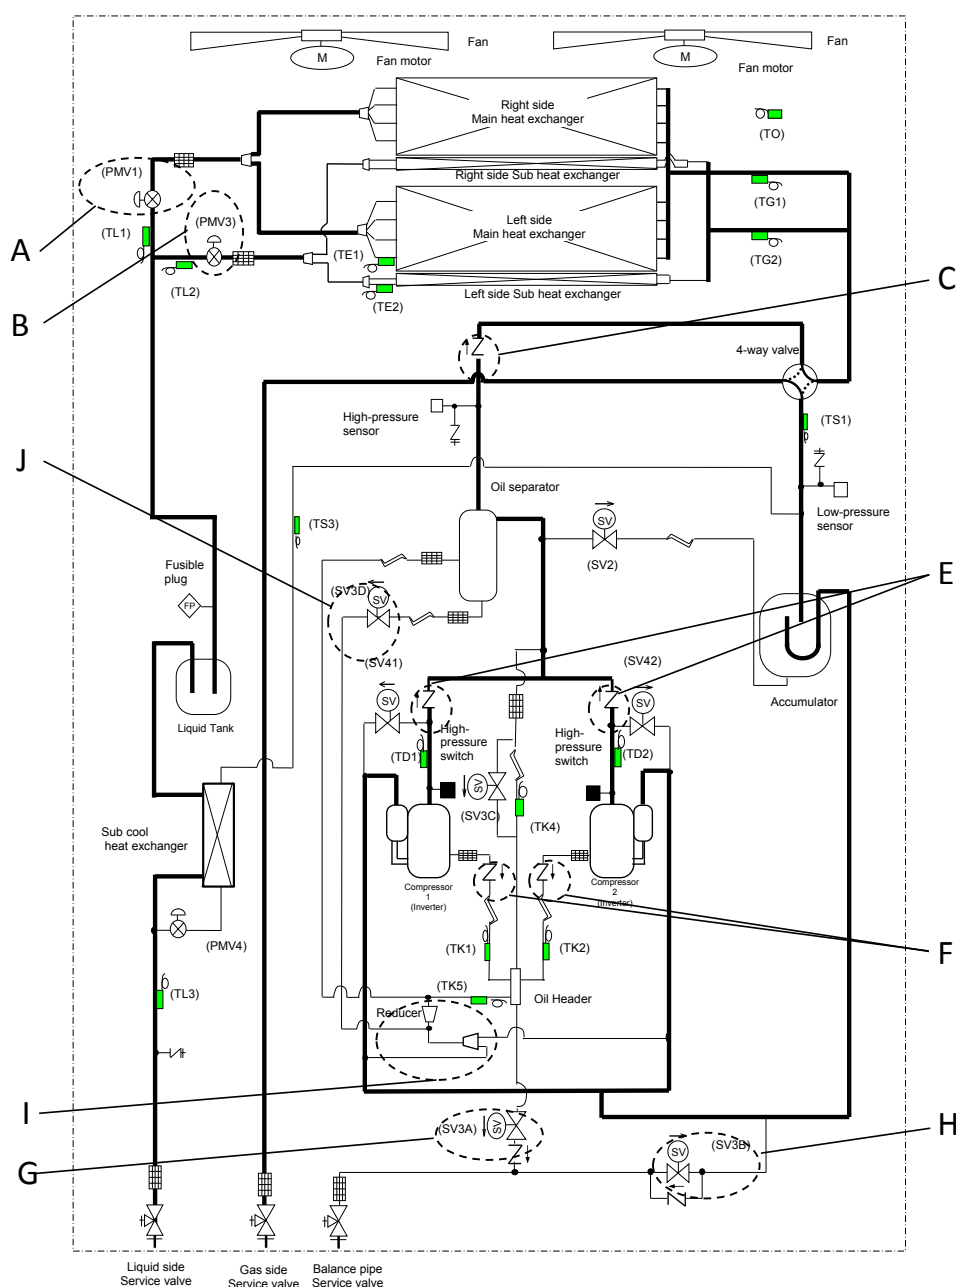 Fan
Fan
M
M
Fan motor
Fan motor
Right side
Main heat exchanger
(TO)
(PMV1)
Right side Sub heat exchanger
(TG1)
A
(PMV3)
Left side
Main heat exchanger
(TL1)
(TE1)
(TG2)
(TL2)
(TE2)
Left side Sub heat exchanger
C
B
4-way valve
High-pressure
sensor
(TS1)
J
Oil separator
Low-pressure
sensor
(TS3)
SV
(SV2)
Fusible
plug
E
(SV3D)
SV
FP
(SV41)
(SV42)
SV
SV
Liquid Tank
Accumulator
High-
pressure
switch
High-
pressure
switch
(TD1)
(TD2)
SV
(SV3C)
(TK4)
Sub cool
heat exchanger
Compressor
1
(Inverter)
Compressor
2
(Inverter)
(PMV4)
(TK1)
(TK2)
F
(TL3)
(TK5)
Oil Header
Reducer
I
(SV3A)
SV
H
(SV3B)
SV
G
Liquid side
Service valve
Gas side
Service valve
Balance pipe
Service valve